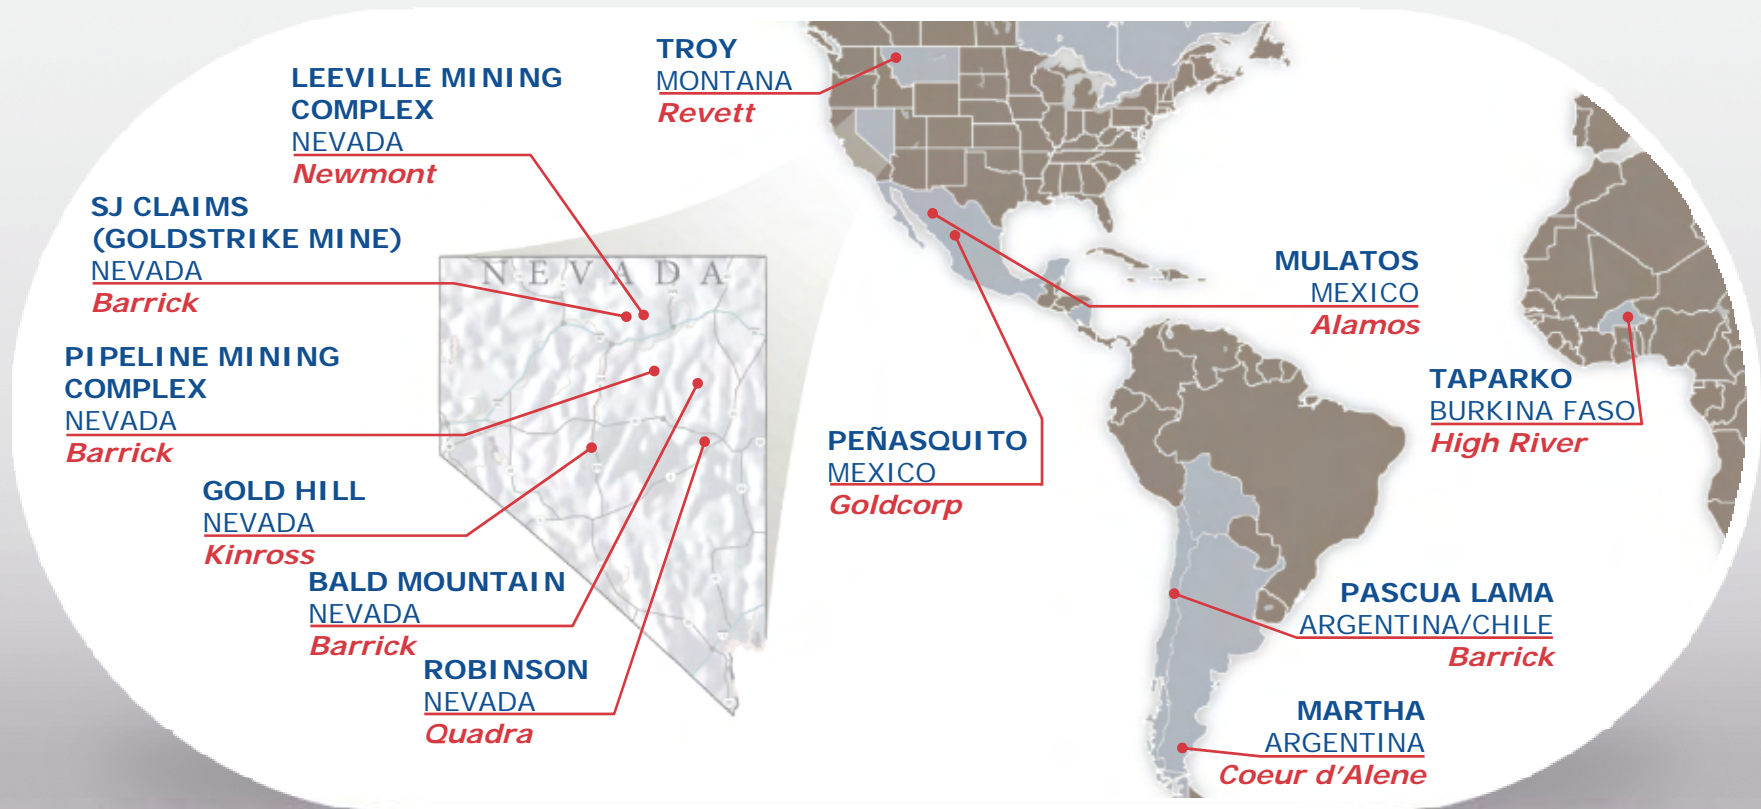 TROY
MONTANA
Revett
LEEVILLE MINING
COMPLEX
NEVADA
Newmont
SJ CLAIMS
(GOLDSTRIKE MINE)
NEVADA
Barrick
NEVADA
PIPELINE MINING
COMPLEX
NEVADA
Barrick
GOLD HILL
NEVADA
Kinross
BALD MOUNTAIN
NEVADA
Barrick
ROBINSON
NEVADA
Quadra
MULATOS
MEXICO
Alamos
PEÑASQUITO
MEXICO
Goldcorp
TAPARKO
BURKINA FASO
High River
PASCUA LAMA
ARGENTINA/CHILE
Barrick
MARTHA
ARGENTINA
Coeur d'Alene